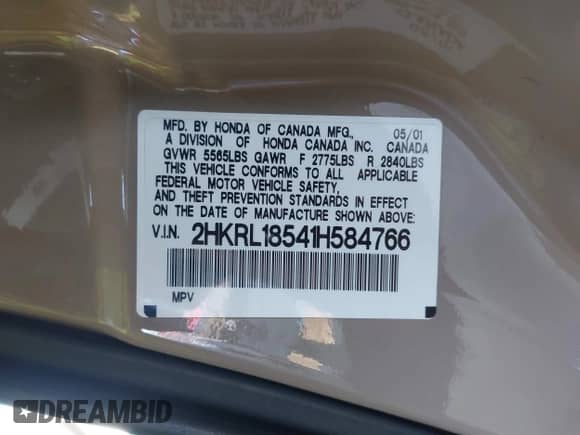 MFD. BY HONDA OF CANADA MFG., 05/01
A DIVISION OF HONDA CANADA INC. CANADA
GVWR 5565LBS GAWR F 2775LBS R 2840LBS
THIS VEHICLE CONFORMS TO ALL APPLICABLE
FEDERAL MOTOR VEHICLE SAFETY,
AND THEFT PREVENTION STANDARDS IN EFFECT
ON THE DATE OF MANUFACTURE SHOWN ABOVE:
V.I.N. 2HKRL18541H584766
MPV
DREAMBID